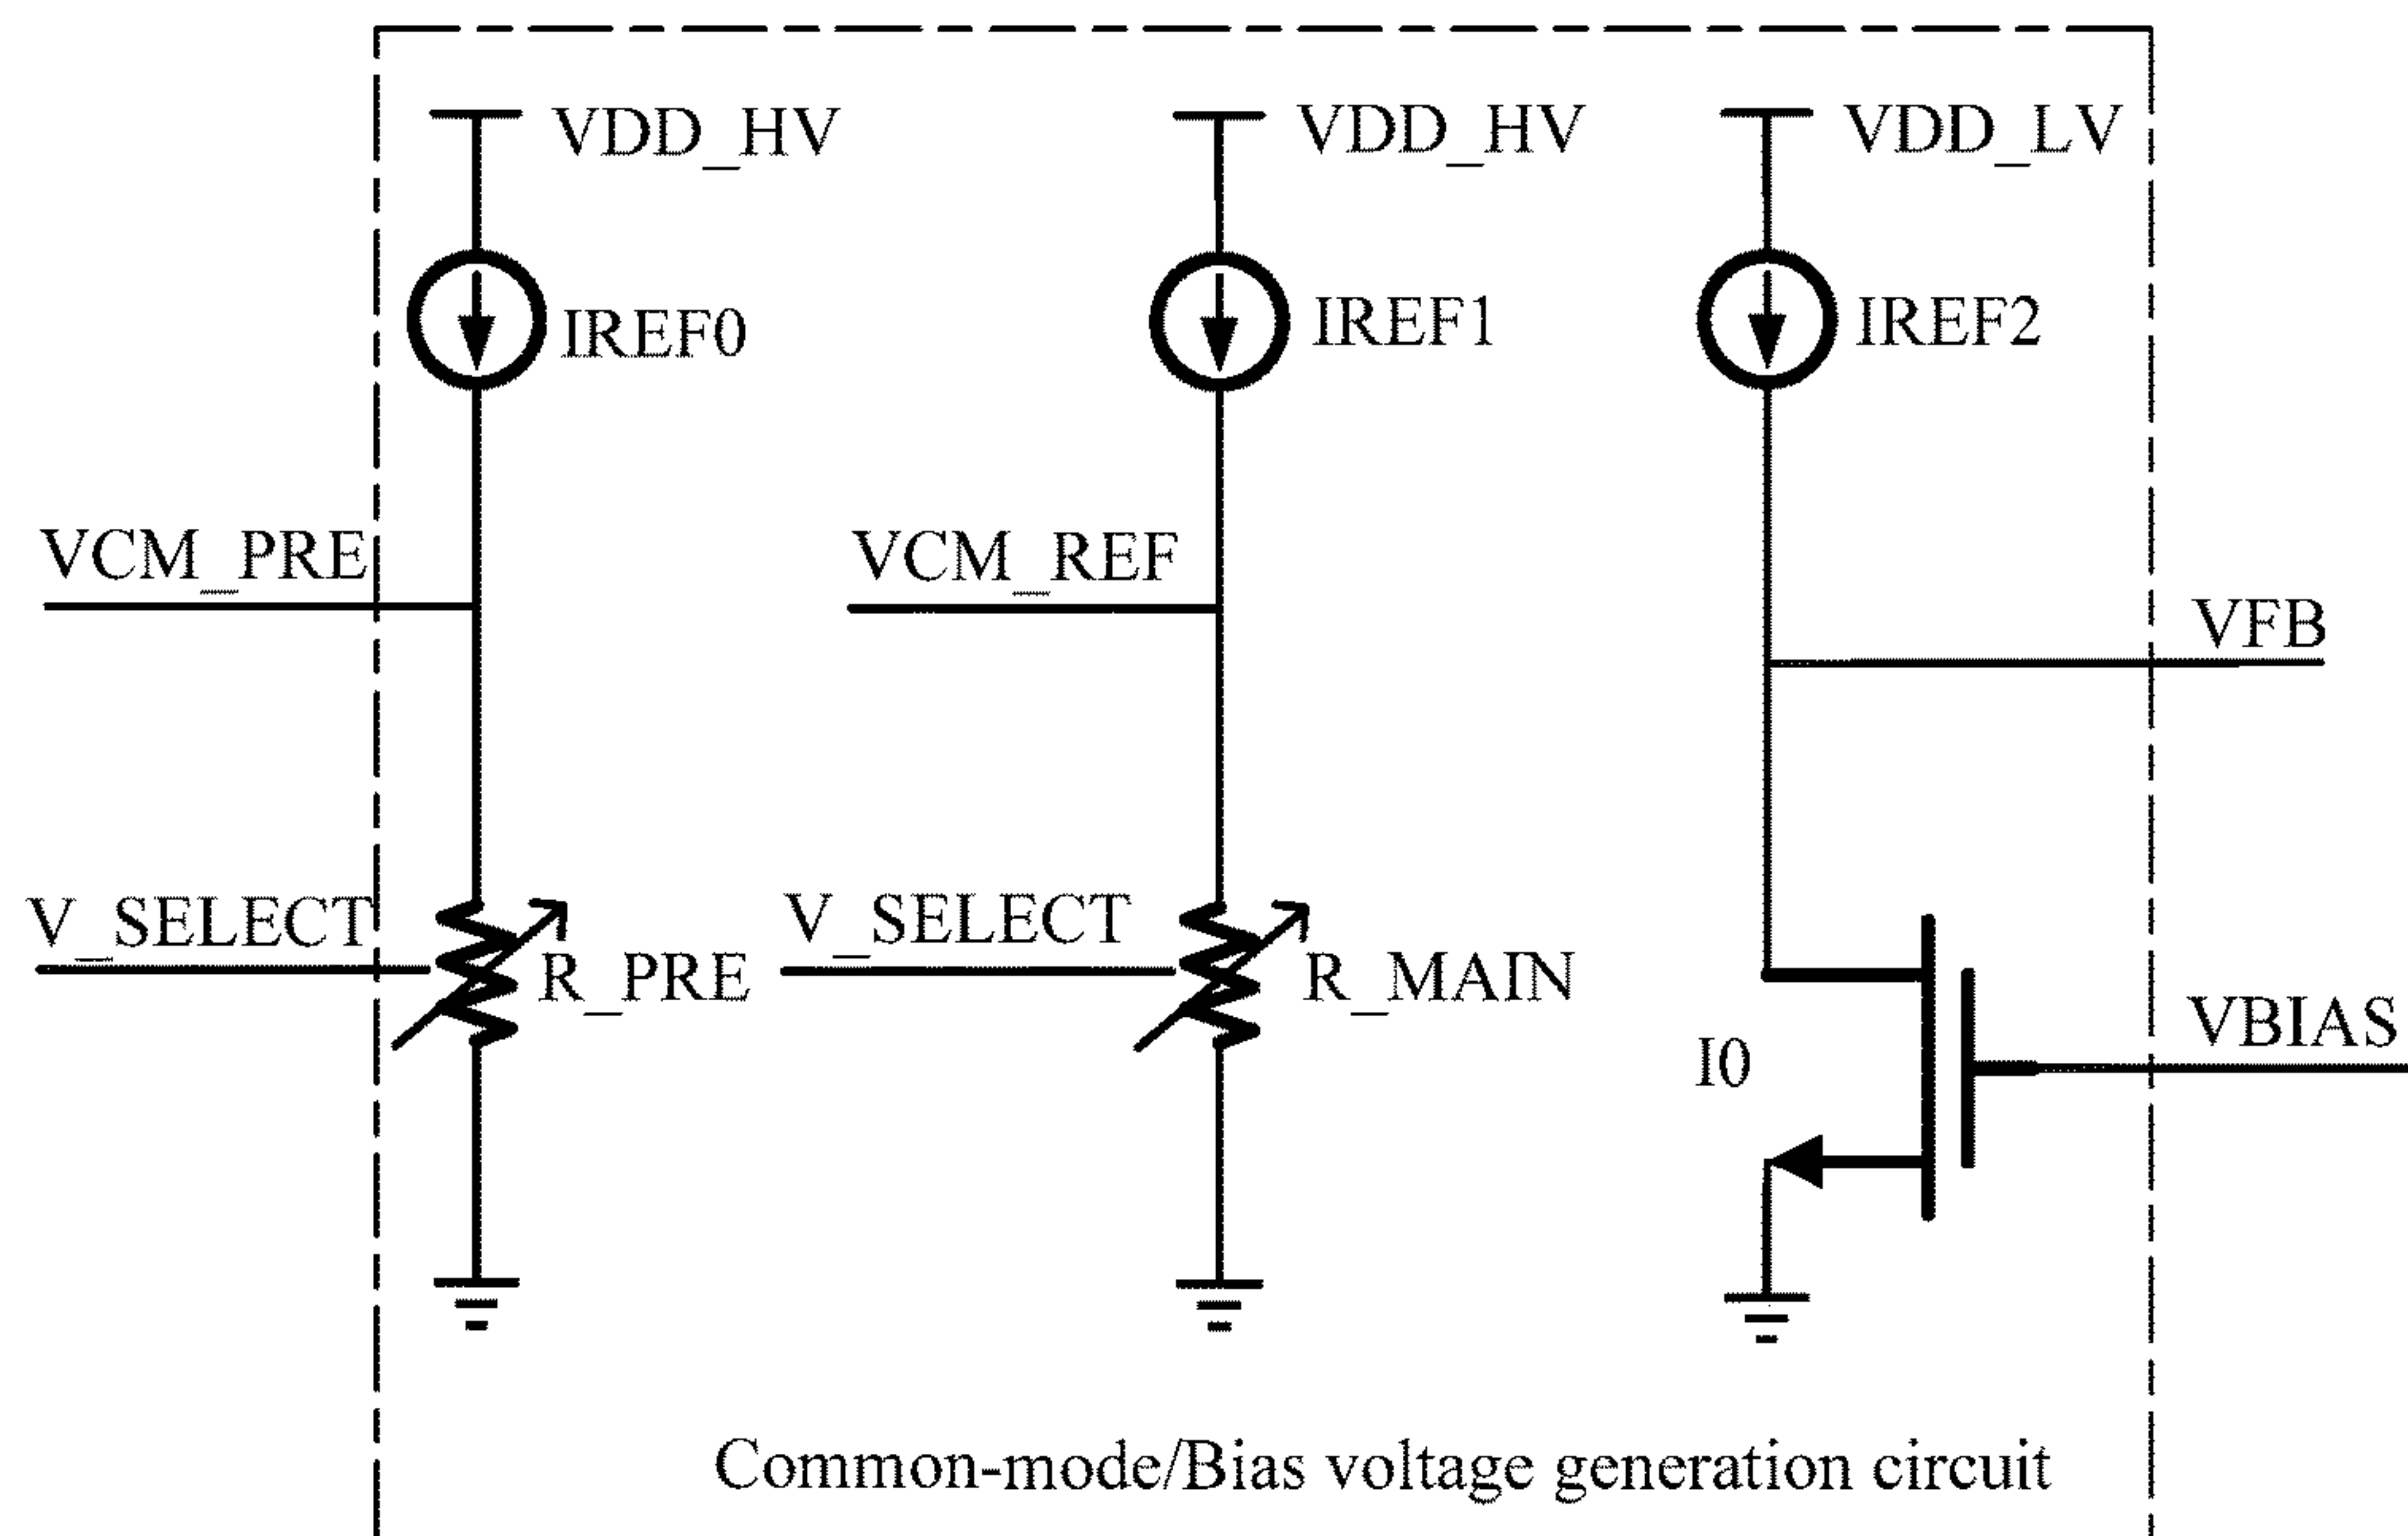 VDD_HV
VDD_HV
VDD_LV
IREF0
IREF1
IREF2
VCM_PRE
VCM_REF
VFB
V_SELECT
R_PRE
V_SELECT
R_MAIN
I0
VBIAS
Common-mode/Bias voltage generation circuit